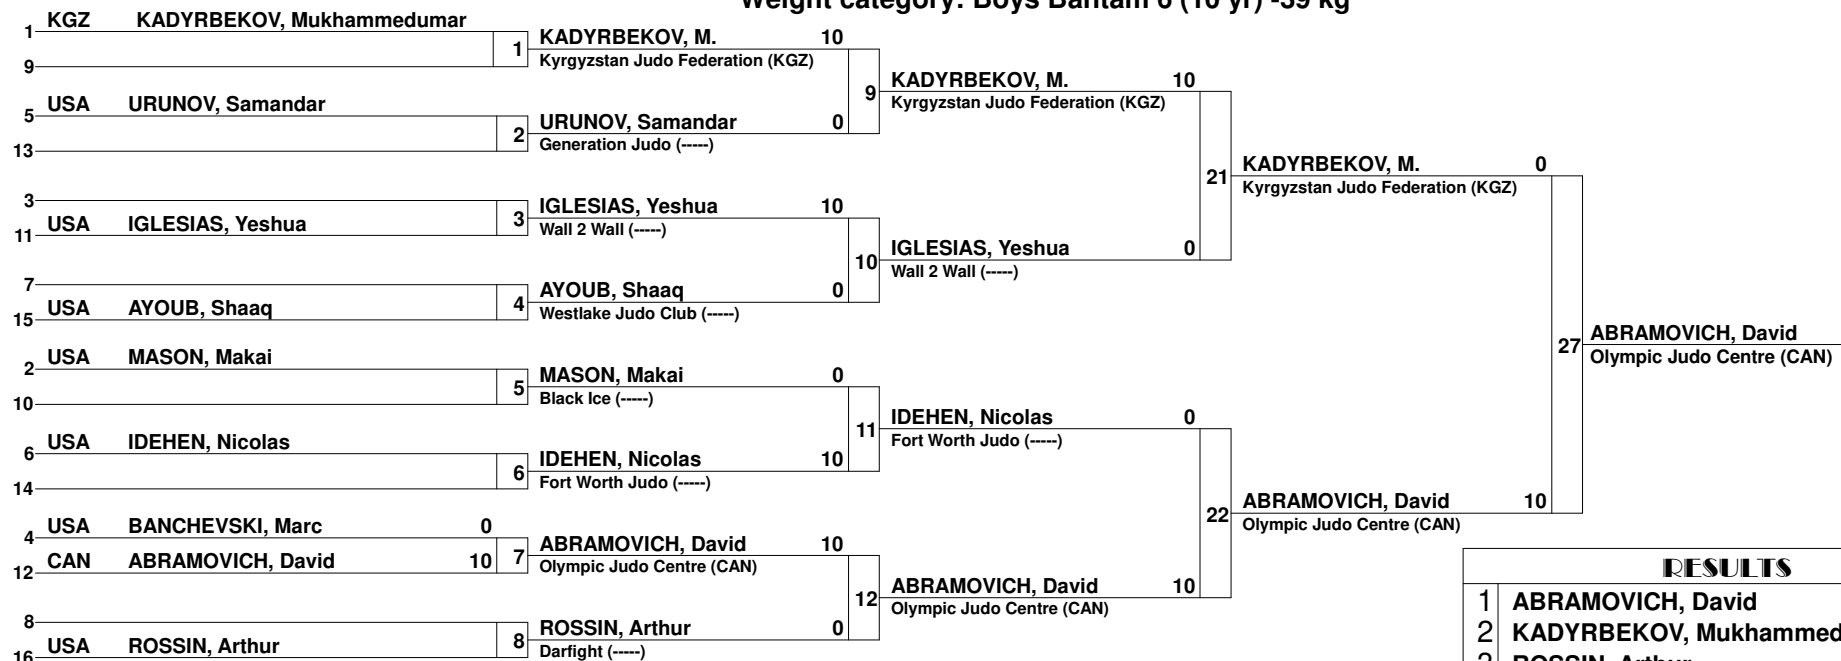 Weight category: Boys Bantam 6 (10 yr) -39 kg
1 KGZ KADYRBEKOV, Mukhammedumar
9
1
5 USA URUNOV, Samandar
13
2
3
11 USA IGLESIAS, Yeshua
3
7
15 USA AYOUB, Shaaq
4
2 USA MASON, Makai
10
5
6 USA IDEHEN, Nicolas
14
6
4 USA BANCHEVSKI, Marc 0
12 CAN ABRAMOVICH, David 10
7
8
16 USA ROSSIN, Arthur
8
KADYRBEKOV, M. 10
Kyrgyzstan Judo Federation (KGZ)
9
URUNOV, Samandar 0
Generation Judo (-----)
IGLESIAS, Yeshua 10
Wall 2 Wall (-----)
10
AYOUB, Shaaq 0
Westlake Judo Club (-----)
MASON, Makai 0
Black Ice (-----)
11
IDEHEN, Nicolas 10
Fort Worth Judo (-----)
ABRAMOVICH, David 10
Olympic Judo Centre (CAN)
12
ROSSIN, Arthur 0
Darfight (-----)
KADYRBEKOV, M. 10
Kyrgyzstan Judo Federation (KGZ)
21
IGLESIAS, Yeshua 0
Wall 2 Wall (-----)
IDEHEN, Nicolas 0
Fort Worth Judo (-----)
22
ABRAMOVICH, David 10
Olympic Judo Centre (CAN)
KADYRBEKOV, M. 0
Kyrgyzstan Judo Federation (KGZ)
27
ABRAMOVICH, David 10
Olympic Judo Centre (CAN)
ABRAMOVICH, David
Olympic Judo Centre (CAN)
RESULTS
1 ABRAMOVICH, David
2 KADYRBEKOV, Mukhammed
3 ROSSIN, Arthur